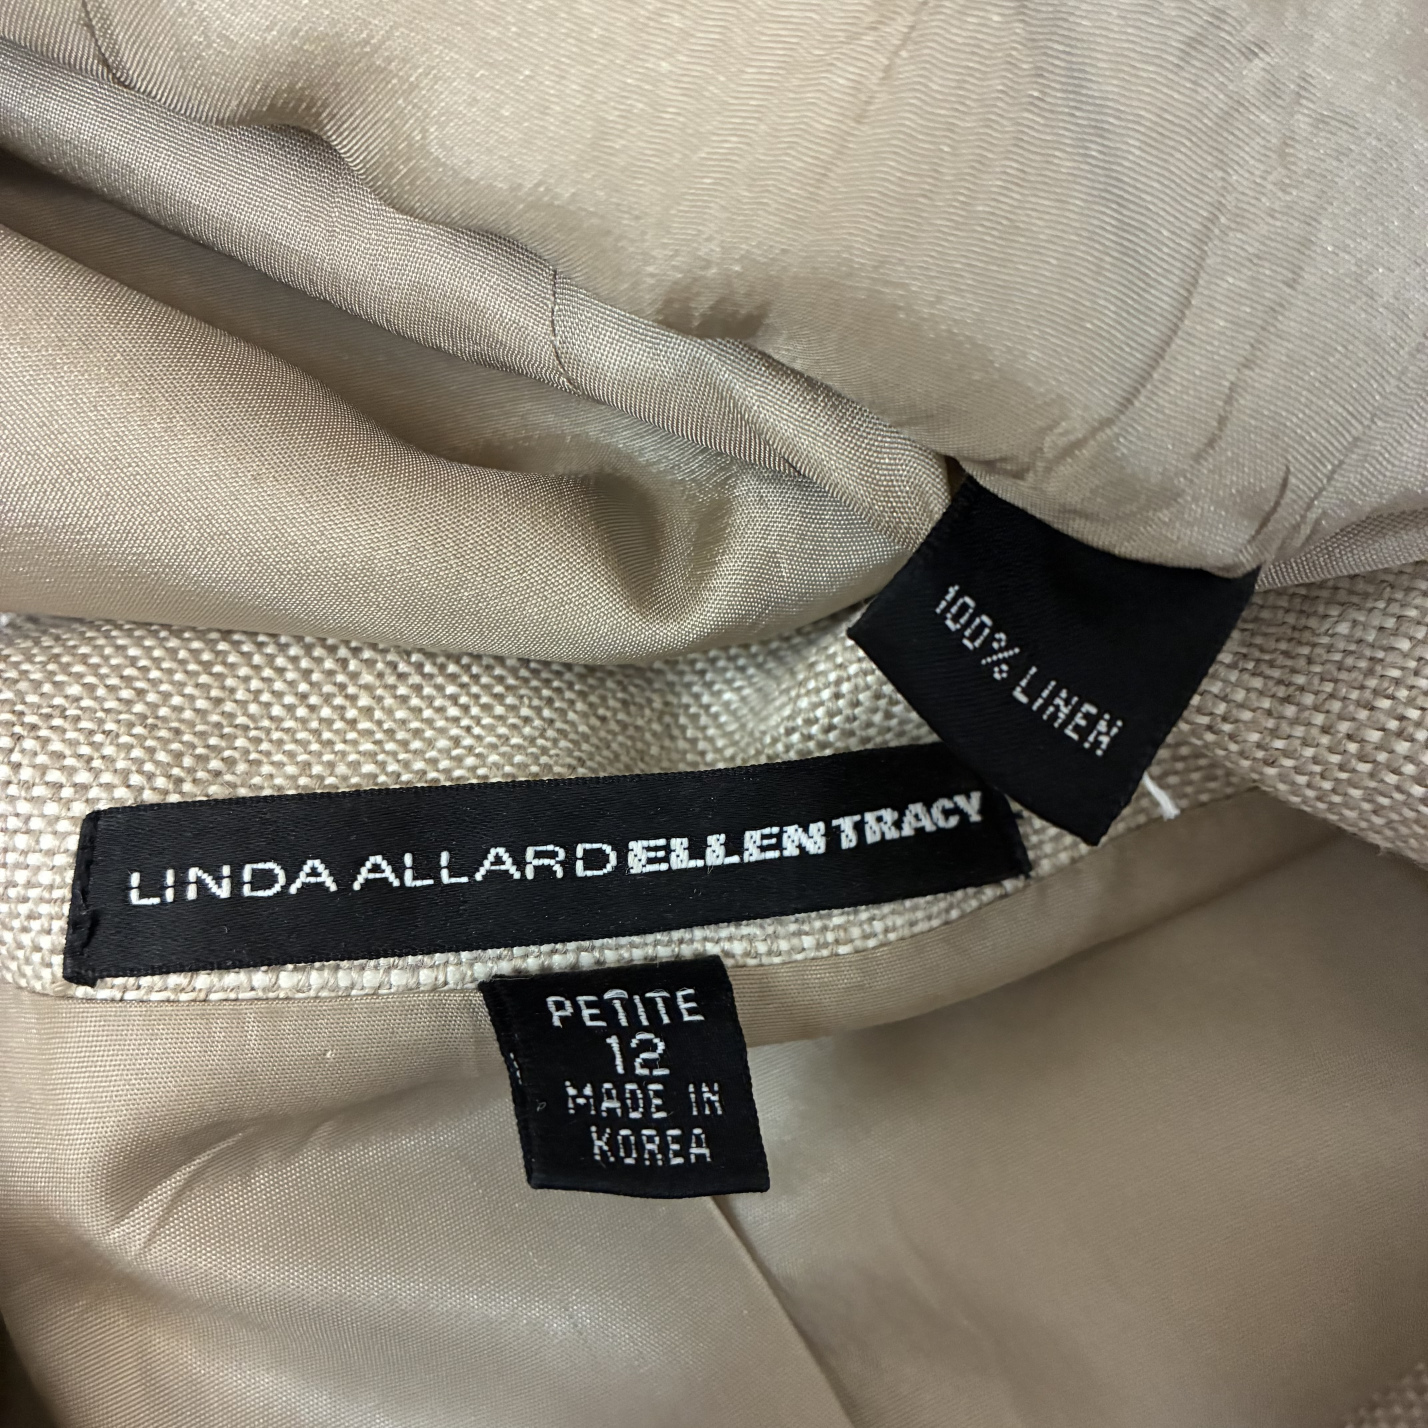 100% LINEN
LINDA ALLARD ELLEN TRACY
PETITE
12
MADE IN
KOREA